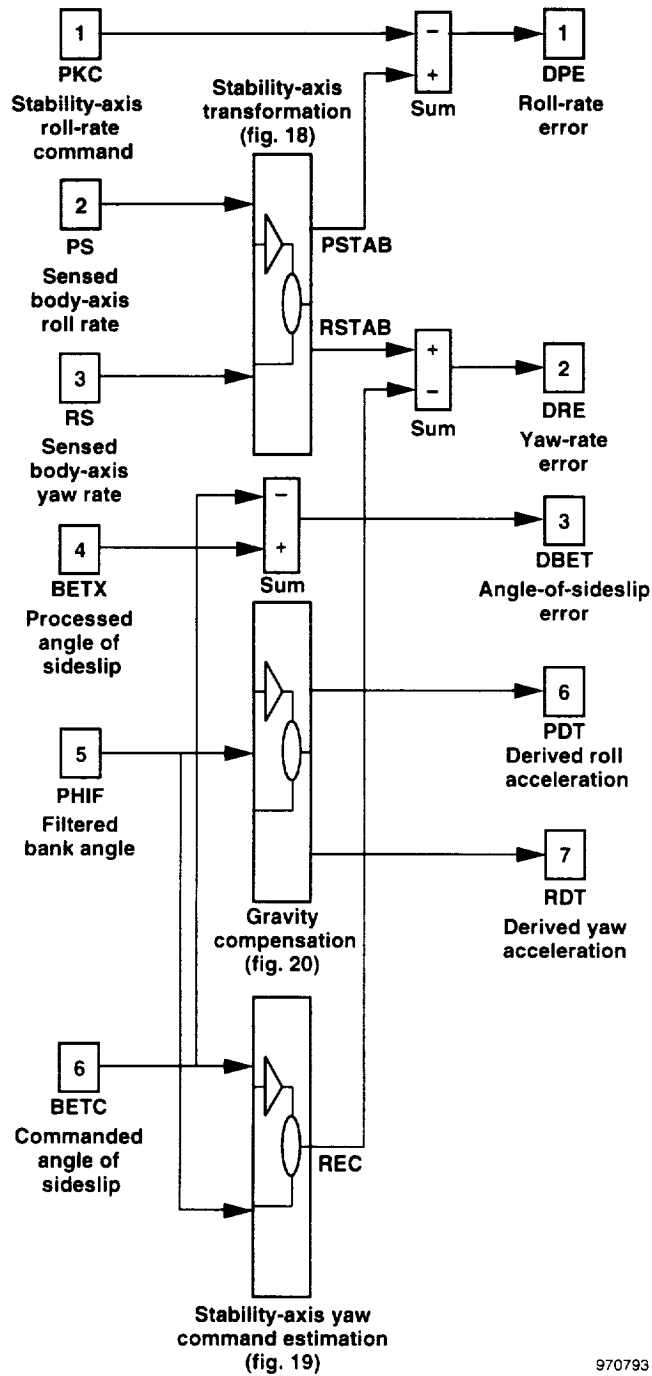 1
PKC
Stability-axis
roll-rate
command
−
+
Sum
1
DPE
Roll-rate
error
Stability-axis
transformation
(fig. 18)
2
PS
Sensed
body-axis
roll rate
PSTAB
RSTAB
3
RS
Sensed
body-axis
yaw rate
+
−
Sum
2
DRE
Yaw-rate
error
4
BETX
Processed
angle of
sideslip
−
+
Sum
3
DBET
Angle-of-sideslip
error
5
PHIF
Filtered
bank angle
Gravity
compensation
(fig. 20)
6
PDT
Derived roll
acceleration
7
RDT
Derived yaw
acceleration
6
BETC
Commanded
angle of
sideslip
REC
Stability-axis yaw
command estimation
(fig. 19)
970793